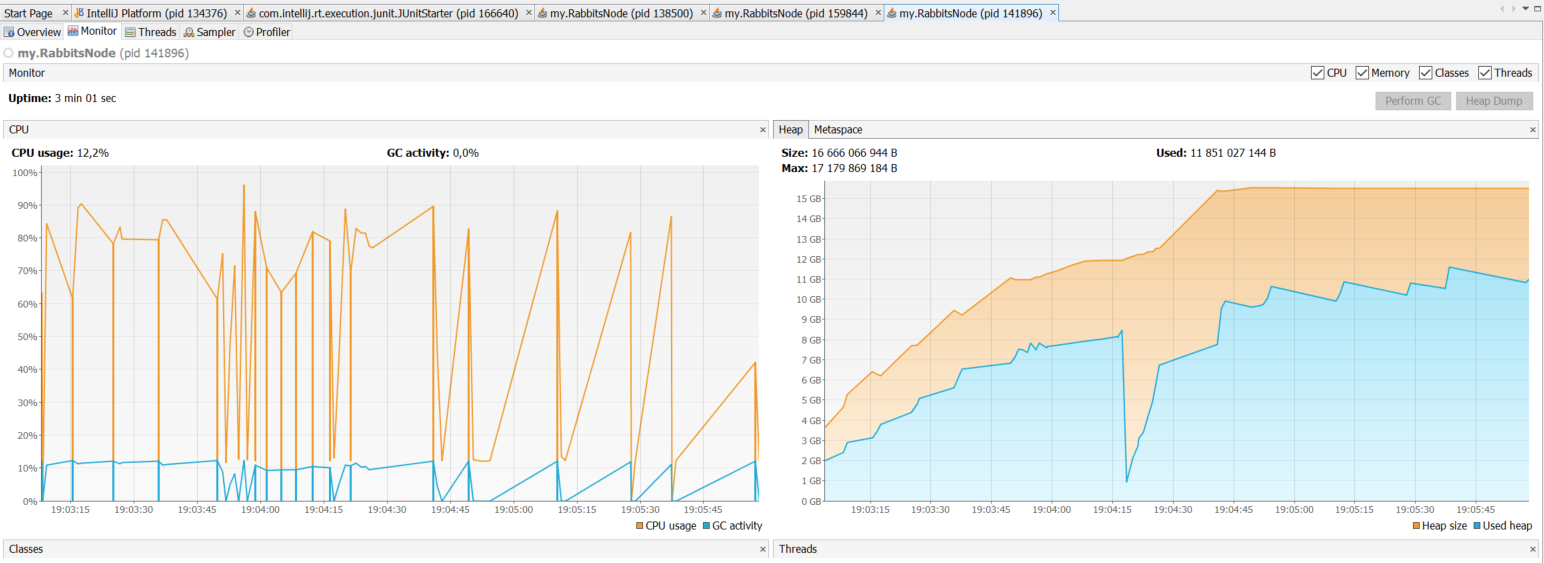 Start Page × IntelliJ Platform (pid 134376) × com.intellij.rt.execution.junit.JUnitStarter (pid 166640) × my.RabbitsNode (pid 138500) × my.RabbitsNode (pid 159844) × my.RabbitsNode (pid 141896) ×
Overview Monitor Threads Sampler Profiler
my.RabbitsNode (pid 141896)
Monitor CPU Memory Classes Threads
Uptime: 3 min 01 sec Perform GC Heap Dump
CPU ×
CPU usage: 12,2% GC activity: 0,0%
100%
90%
80%
70%
60%
50%
40%
30%
20%
10%
0%
19:03:15 19:03:30 19:03:45 19:04:00 19:04:15 19:04:30 19:04:45 19:05:00 19:05:15 19:05:30 19:05:45
CPU usage GC activity
Heap Metaspace ×
Size: 16 666 066 944 B Used: 11 851 027 144 B
Max: 17 179 869 184 B
15 GB
14 GB
13 GB
12 GB
11 GB
10 GB
9 GB
8 GB
7 GB
6 GB
5 GB
4 GB
3 GB
2 GB
1 GB
0 GB
19:03:15 19:03:30 19:03:45 19:04:00 19:04:15 19:04:30 19:04:45 19:05:00 19:05:15 19:05:30 19:05:45
Heap size Used heap
Classes ×
Threads ×